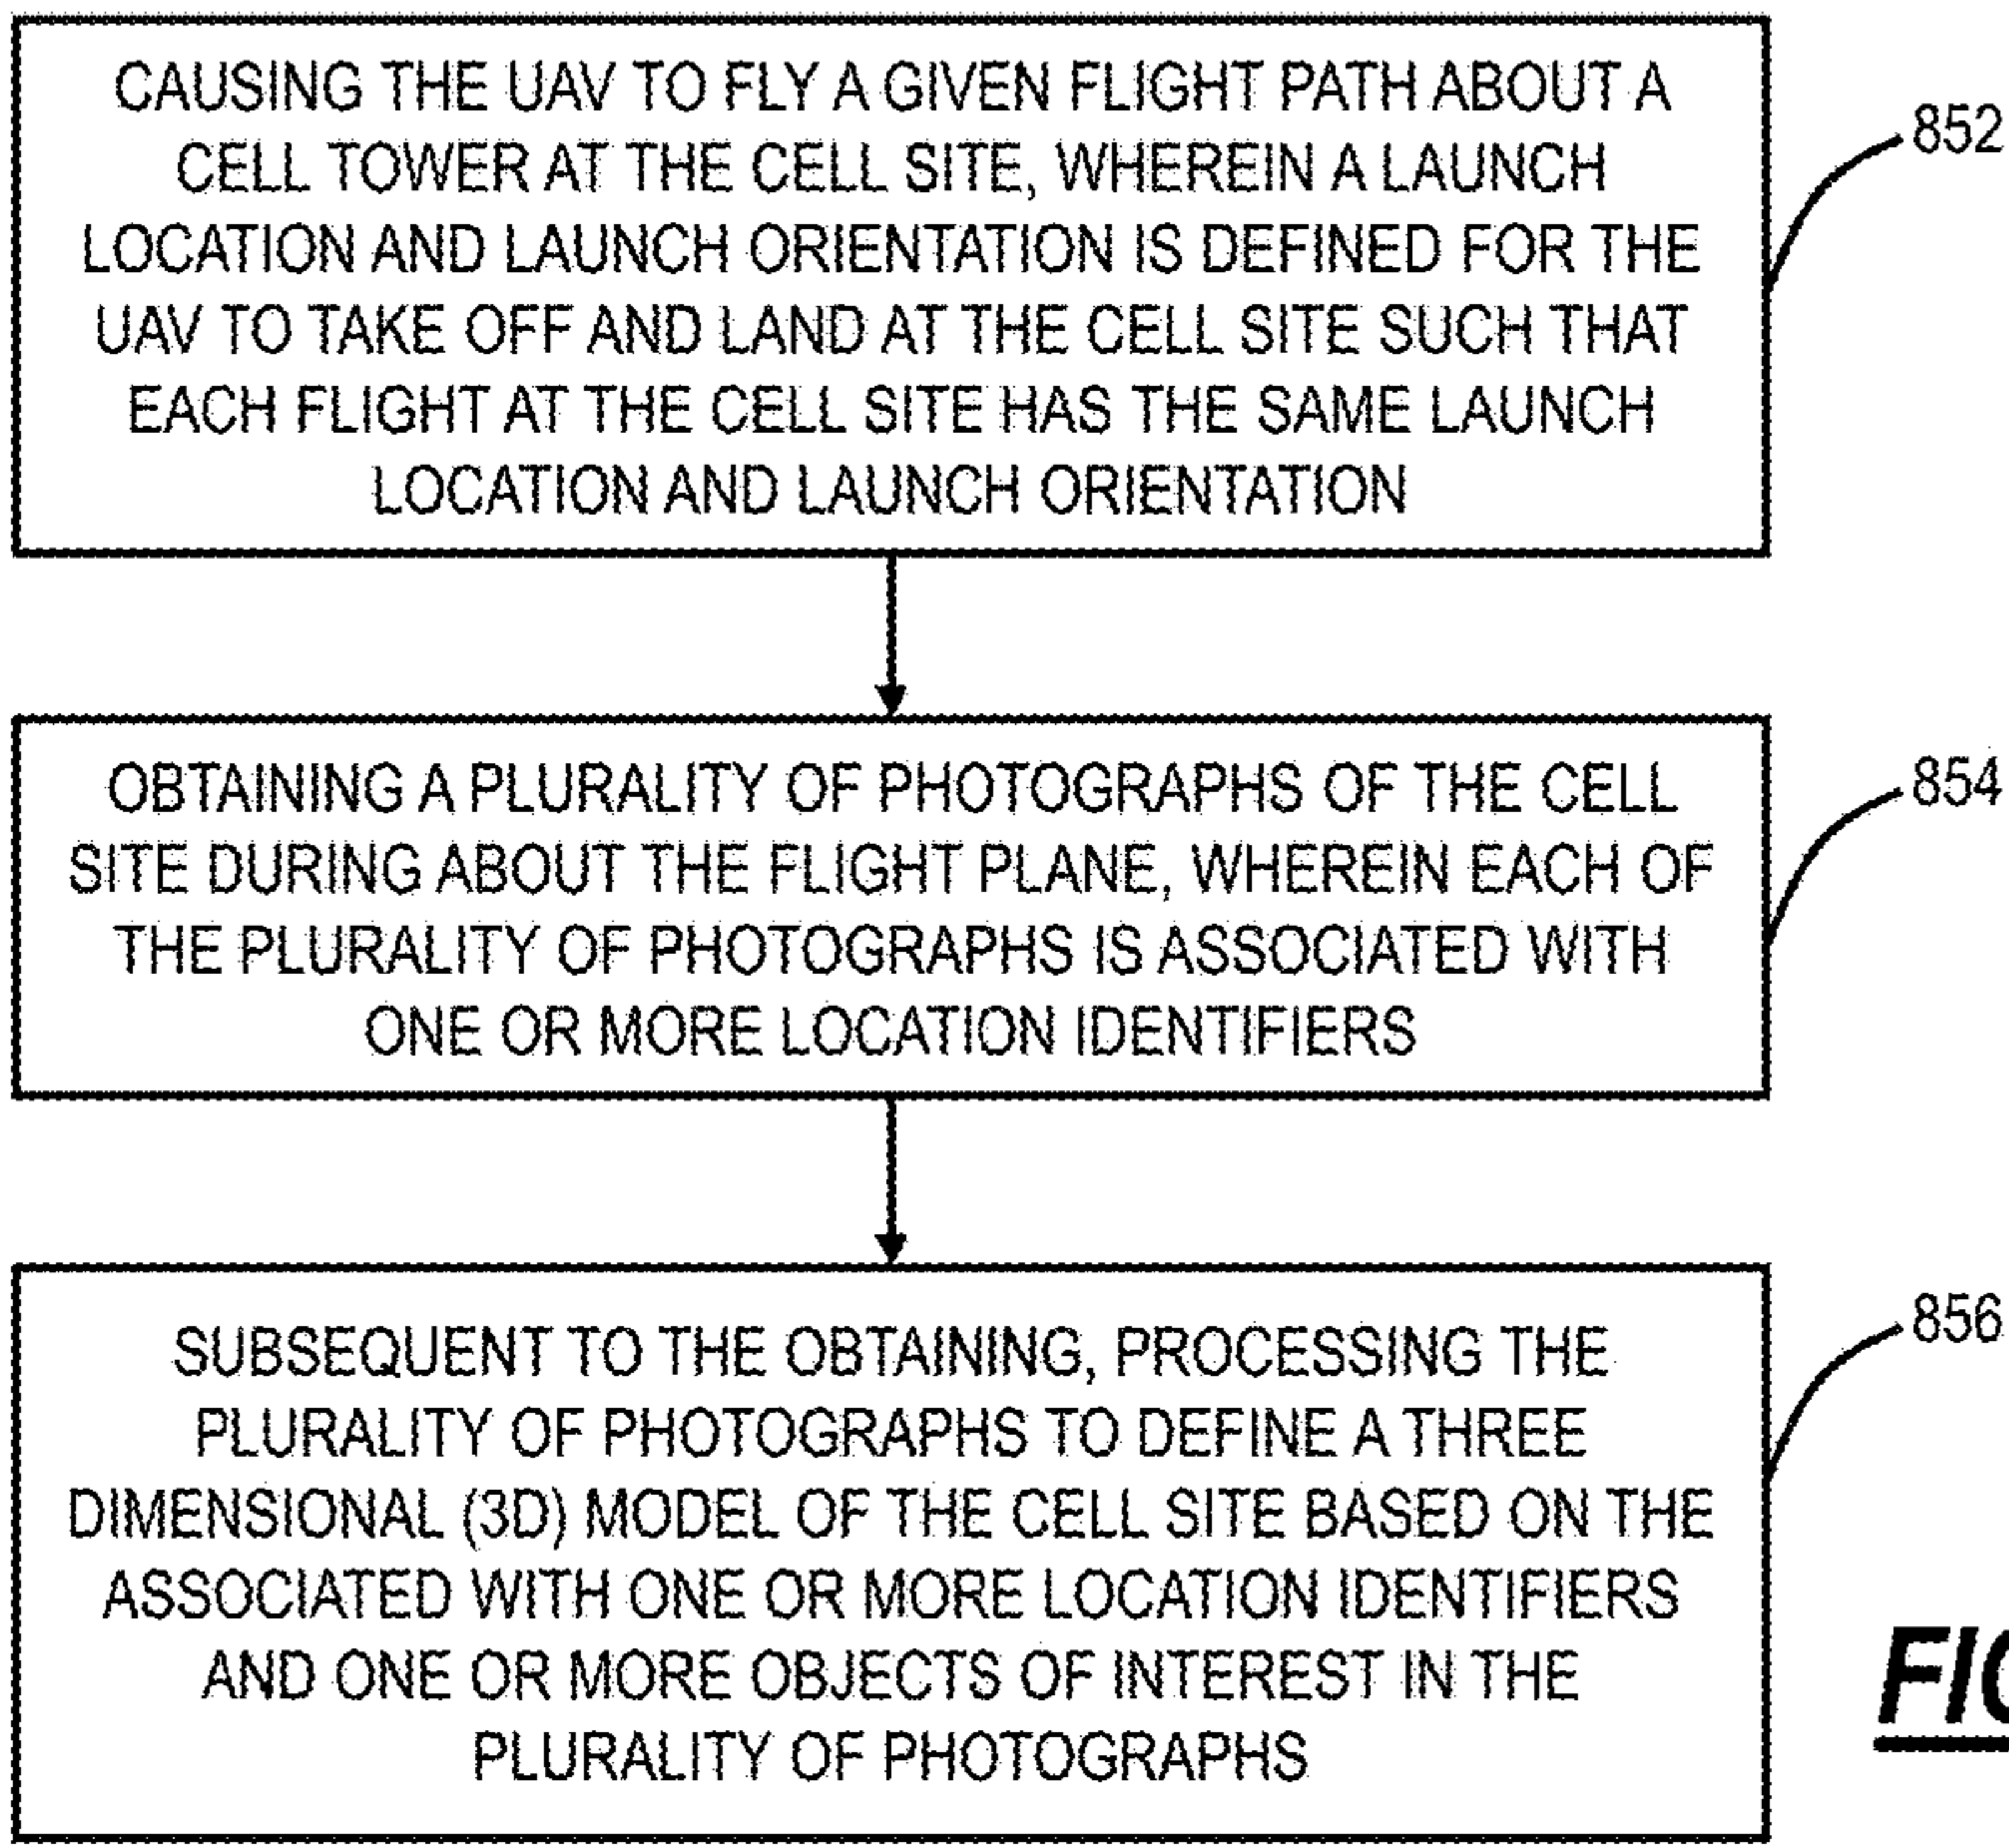 CAUSING THE UAV TO FLY A GIVEN FLIGHT PATH ABOUT A
CELL TOWER AT THE CELL SITE, WHEREIN A LAUNCH
LOCATION AND LAUNCH ORIENTATION IS DEFINED FOR THE
UAV TO TAKE OFF AND LAND AT THE CELL SITE SUCH THAT
EACH FLIGHT AT THE CELL SITE HAS THE SAME LAUNCH
LOCATION AND LAUNCH ORIENTATION
852
OBTAINING A PLURALITY OF PHOTOGRAPHS OF THE CELL
SITE DURING ABOUT THE FLIGHT PLANE, WHEREIN EACH OF
THE PLURALITY OF PHOTOGRAPHS IS ASSOCIATED WITH
ONE OR MORE LOCATION IDENTIFIERS
854
SUBSEQUENT TO THE OBTAINING, PROCESSING THE
PLURALITY OF PHOTOGRAPHS TO DEFINE A THREE
DIMENSIONAL (3D) MODEL OF THE CELL SITE BASED ON THE
ASSOCIATED WITH ONE OR MORE LOCATION IDENTIFIERS
AND ONE OR MORE OBJECTS OF INTEREST IN THE
PLURALITY OF PHOTOGRAPHS
856